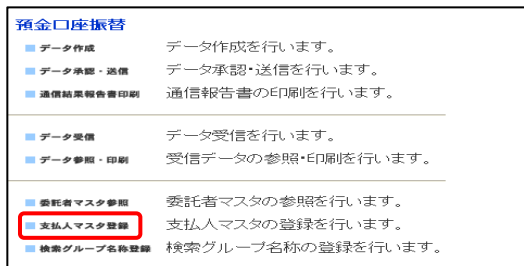 預金口座振替
データ作成 データ作成を行います。
データ承認・送信 データ承認・送信を行います。
通信結果報告書印刷 通信報告書の印刷を行います。
データ受信 データ受信を行います。
データ参照・印刷 受信データの参照・印刷を行います。
委託者マスタ参照 委託者マスタの参照を行います。
支払人マスタ登録 支払人マスタの登録を行います。
検索グループ名称登録 検索グループ名称の登録を行います。